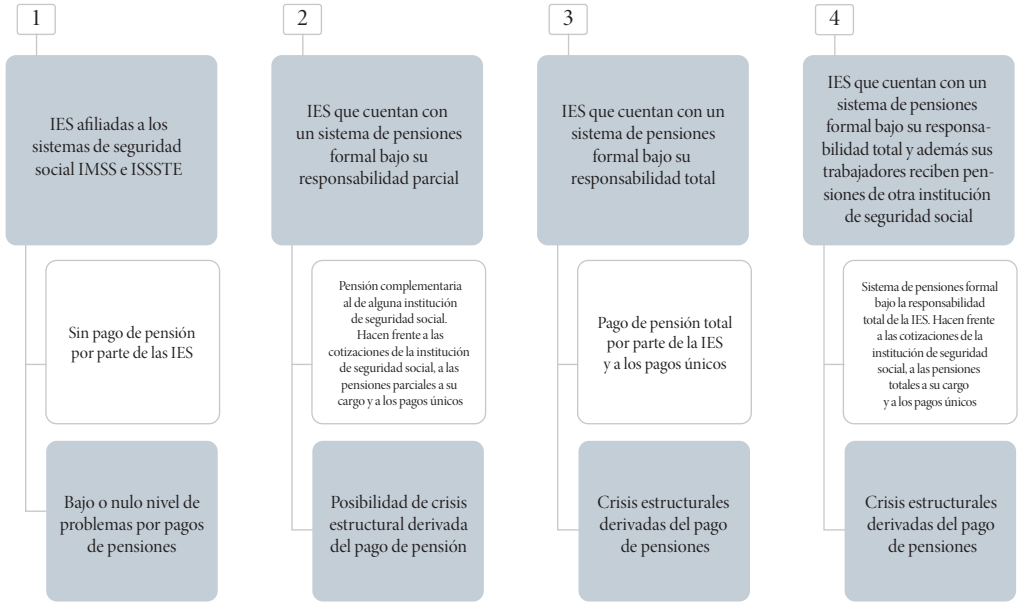 1
IES afiliadas a los
sistemas de seguridad
social IMSS e ISSSTE
Sin pago de pensión
por parte de las IES
Bajo o nulo nivel de
problemas por pagos
de pensiones
2
IES que cuentan con
un sistema de pensiones
formal bajo su
responsabilidad parcial
Pensión complementaria
al de alguna institución
de seguridad social.
Hacen frente a las
cotizaciones de la institución
de seguridad social, a las
pensiones parciales a su
cargo y a los pagos únicos
Posibilidad de crisis
estructural derivada
del pago de pensión
3
IES que cuentan con un
sistema de pensiones
formal bajo su
responsabilidad total
Pago de pensión total
por parte de la IES
y a los pagos únicos
Crisis estructurales
derivadas del pago
de pensiones
4
IES que cuentan con un
sistema de pensiones
formal bajo su responsa-
bilidad total y además sus
trabajadores reciben pen-
siones de otra institución
de seguridad social
Sistema de pensiones formal
bajo la responsabilidad
total de la IES. Hacen frente
a las cotizaciones de la
institución de seguridad
social, a las pensiones
totales a su cargo
y a los pagos únicos
Crisis estructurales
derivadas del pago
de pensiones